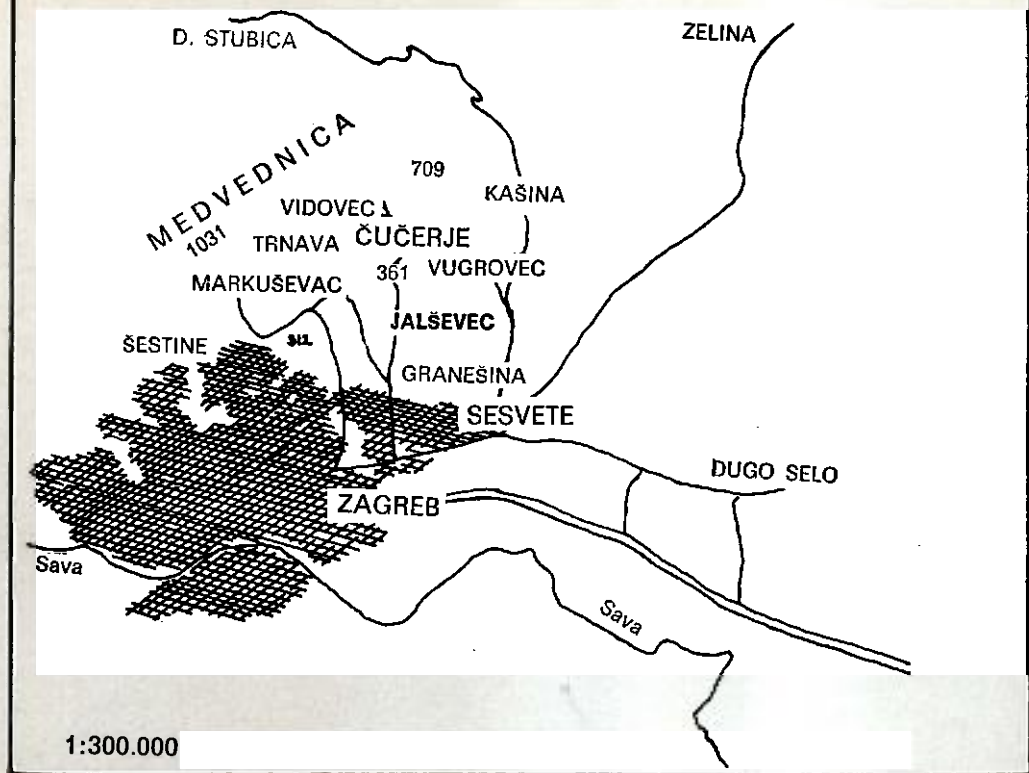 D. STUBICA
ZELINA
MEDVEDNICA
709
KAŠINA
VIDOVEC
1031
TRNAVA
ČUČERJE
361
VUGROVEC
MARKUŠEVAC
JALŠEVEC
ŠESTINE
GRANEŠINA
SESVETE
DUGO SELO
ZAGREB
Sava
Sava
1:300.000